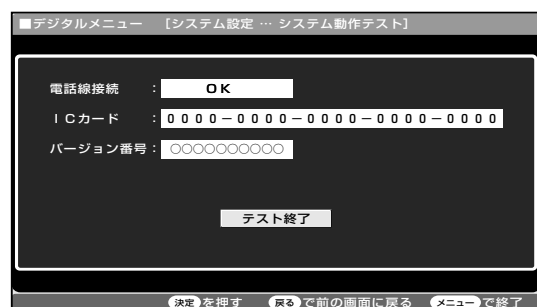 ■デジタルメニュー　[システム設定 … システム動作テスト]
電話線接続　：　OK
ICカード　：0000－0000－0000－0000－0000
バージョン番号：○○○○○○○○○○
テスト終了
決定を押す　戻るで前の画面に戻る　メニューで終了